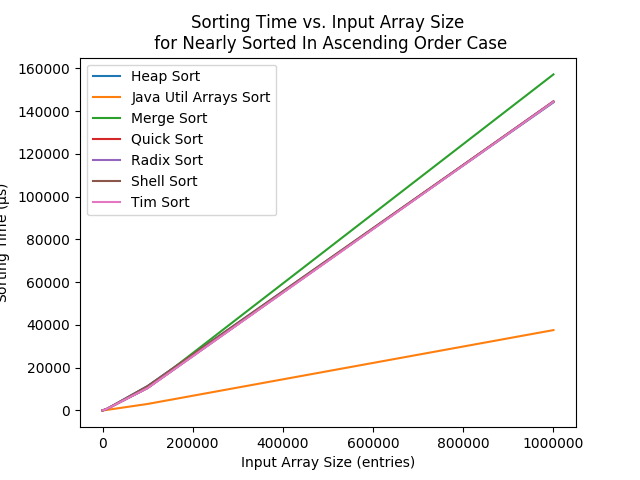 Sorting Time vs. Input Array Size
for Nearly Sorted In Ascending Order Case
160000
140000
120000
100000
80000
60000
40000
20000
0
Sorting Time (µs)
Heap Sort
Java Util Arrays Sort
Merge Sort
Quick Sort
Radix Sort
Shell Sort
Tim Sort
0 200000 400000 600000 800000 1000000
Input Array Size (entries)